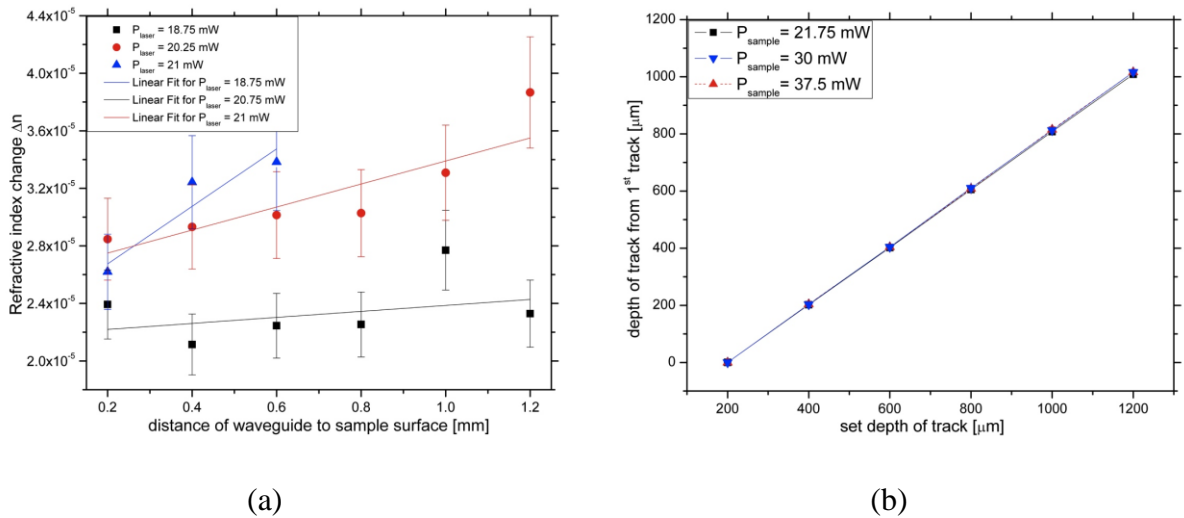 4.4x10⁻⁵
4.0x10⁻⁵
3.6x10⁻⁵
3.2x10⁻⁵
2.8x10⁻⁵
2.4x10⁻⁵
2.0x10⁻⁵
Refractive index change Δn
P_laser = 18.75 mW
P_laser = 20.25 mW
P_laser = 21 mW
Linear Fit for P_laser = 18.75 mW
Linear Fit for P_laser = 20.75 mW
Linear Fit for P_laser = 21 mW
0.2 0.4 0.6 0.8 1.0 1.2
distance of waveguide to sample surface [mm]
(a)
1200
1000
800
600
400
200
0
depth of track from 1ˢᵗ track [μm]
P_sample = 21.75 mW
P_sample = 30 mW
P_sample = 37.5 mW
200 400 600 800 1000 1200
set depth of track [μm]
(b)